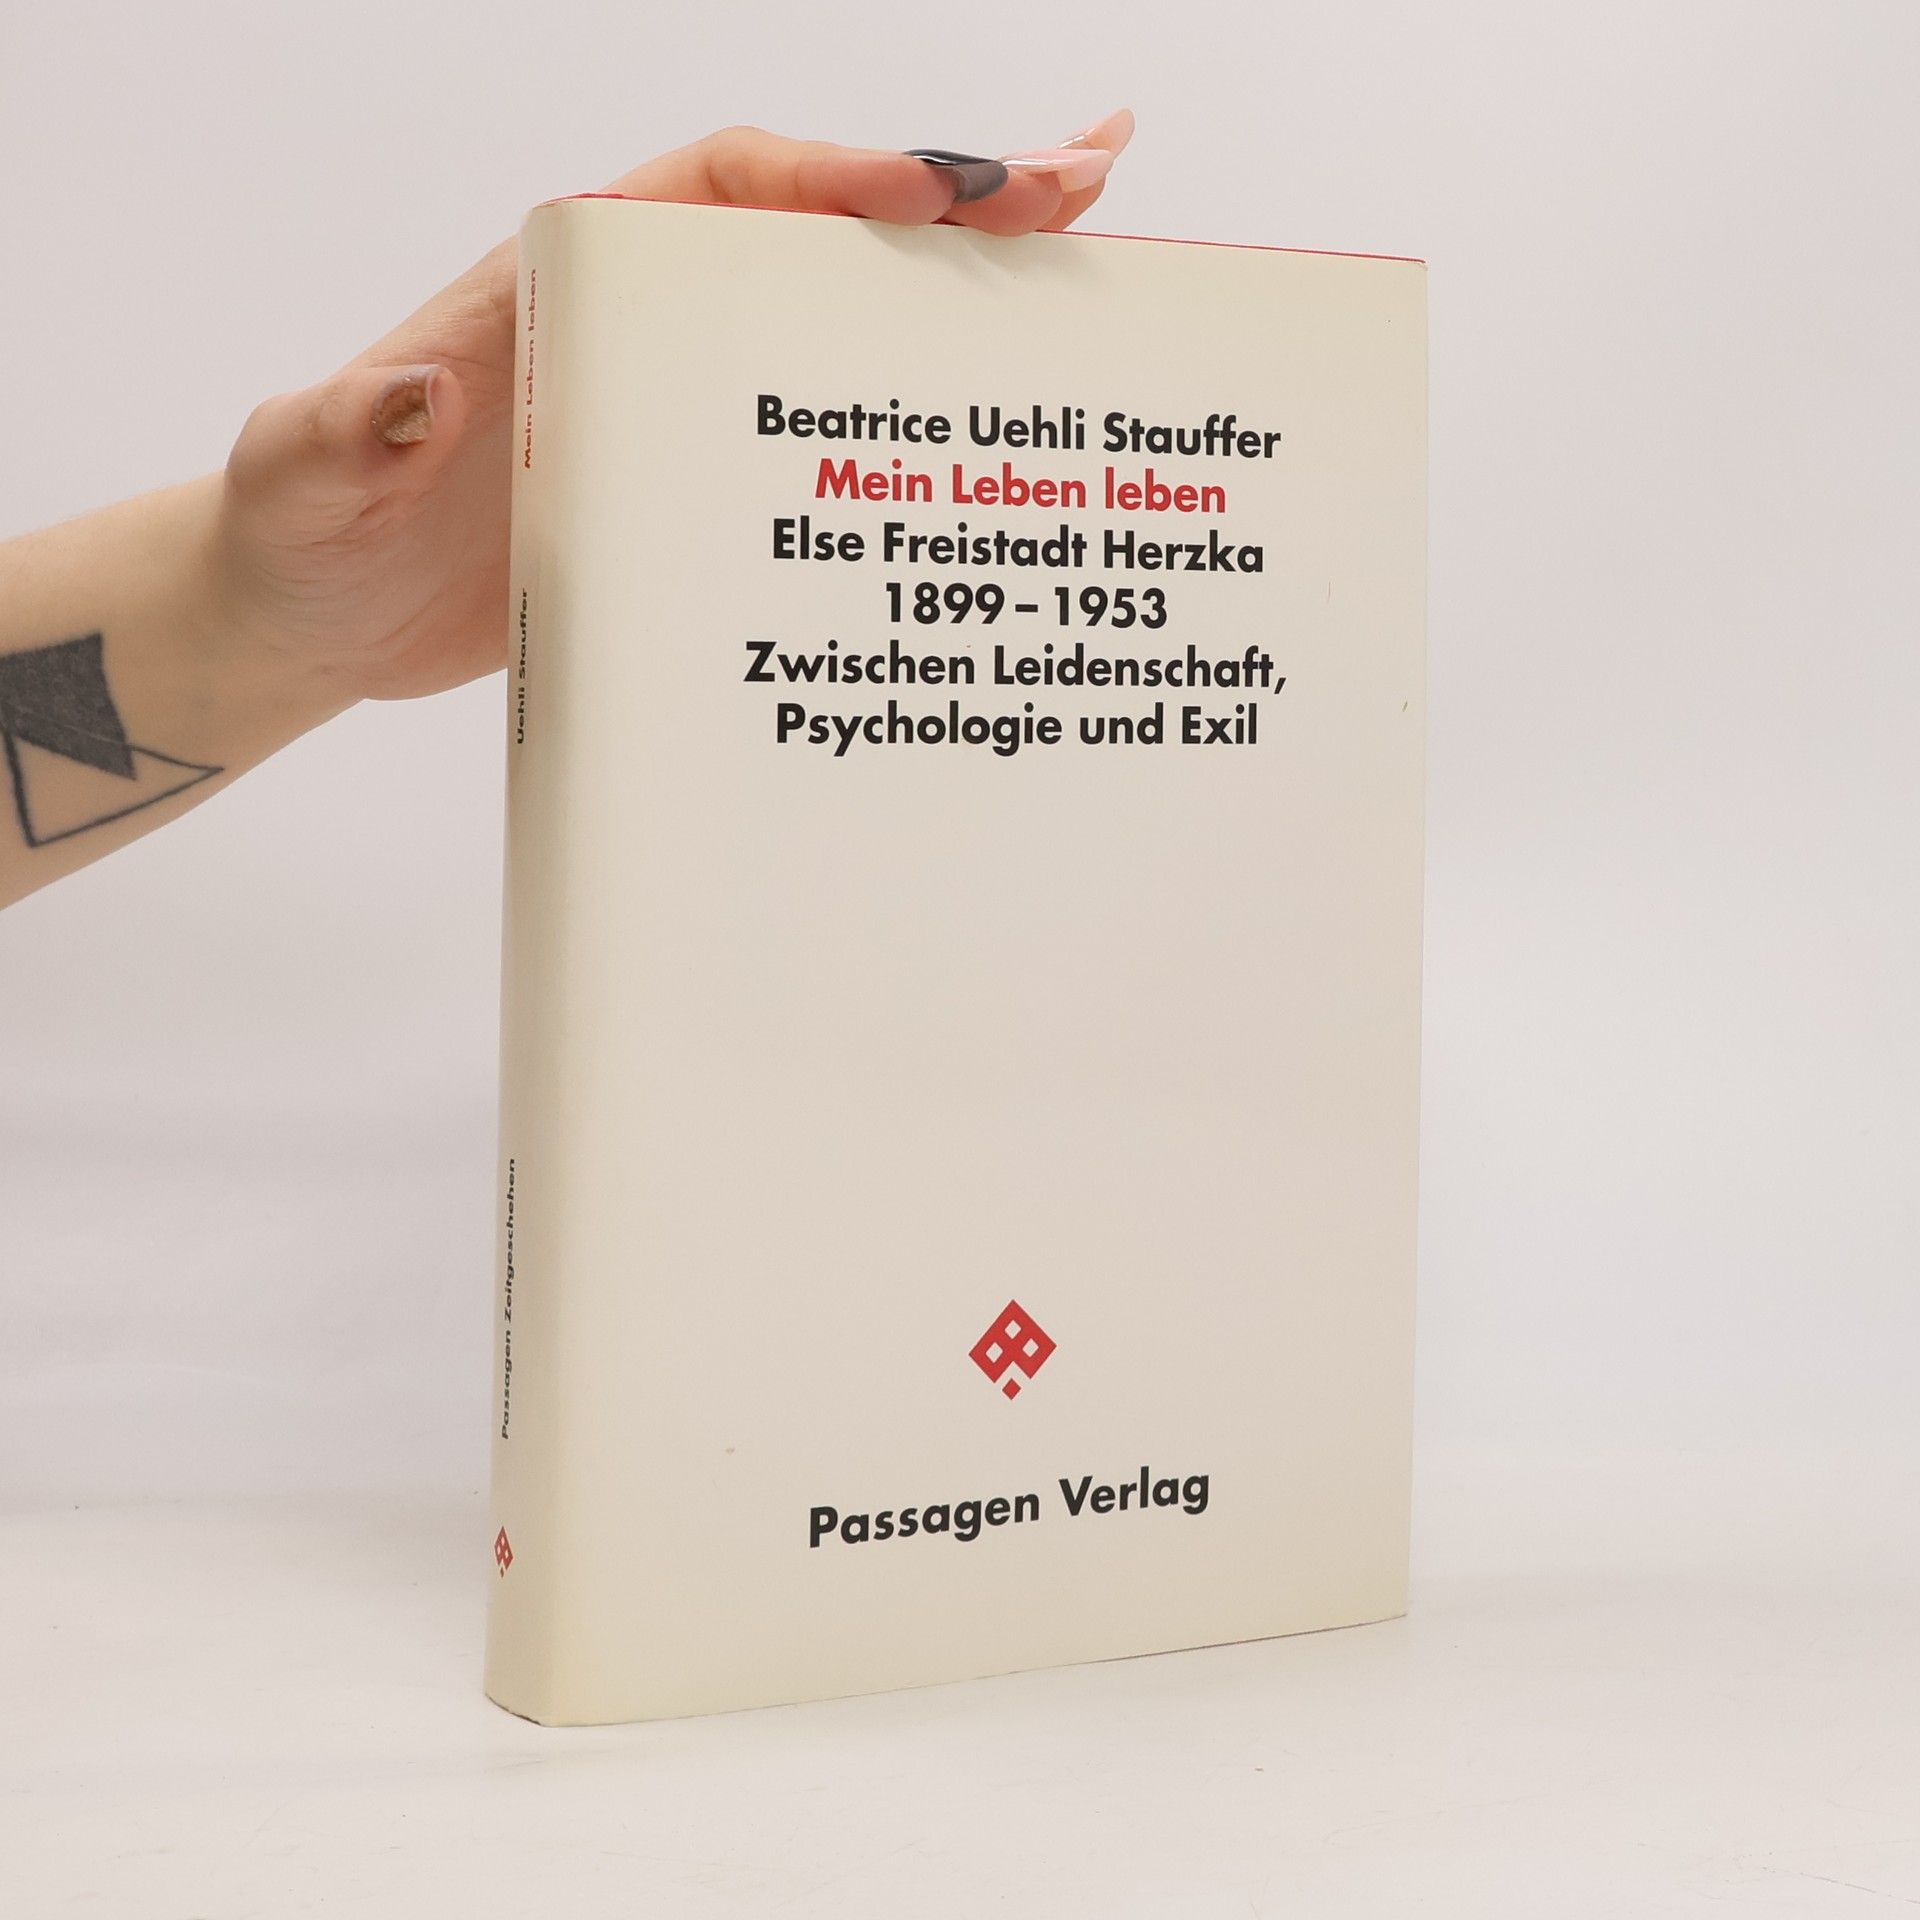 Beatrice Uehli Stauffer
Mein Leben leben
Else Freistadt Herzka
1899 – 1953
Zwischen Leidenschaft,
Psychologie und Exil
Passagen Verlag
Mein Leben leben
Uehli Stauffer
Passagen Zeitgeschehen